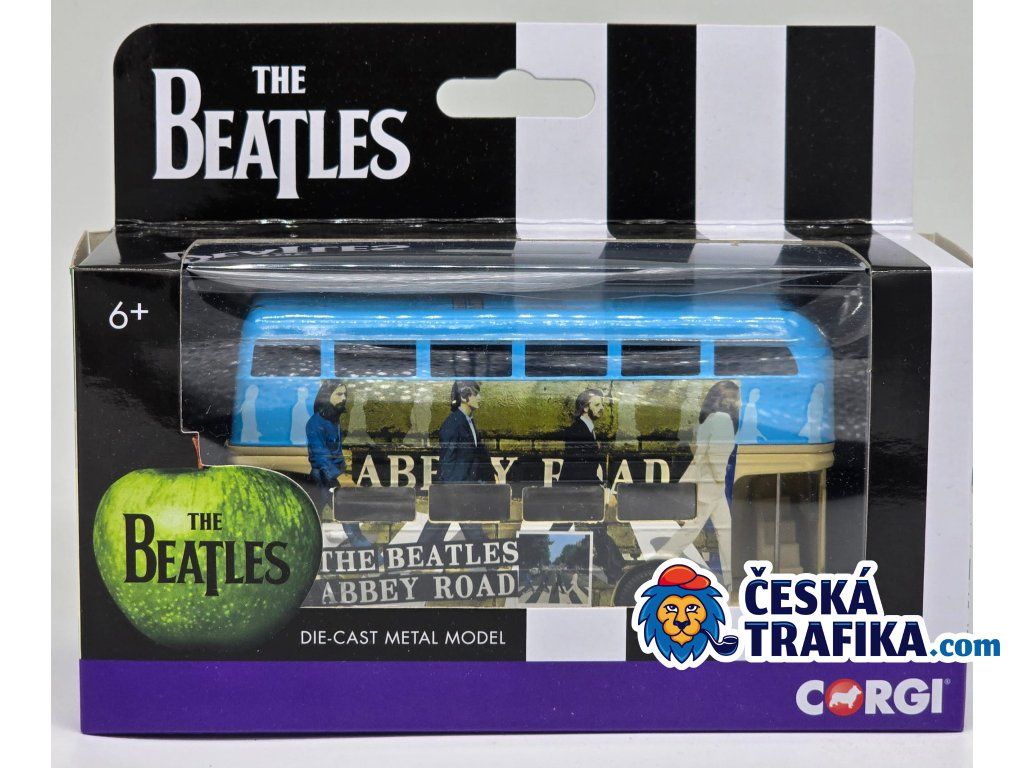 THE
BEATLES
6+
ABBEY ROAD
THE
BEATLES
THE BEATLES
ABBEY ROAD
DIE-CAST METAL MODEL
ČESKÁ
TRAFIKA.com
CORGI